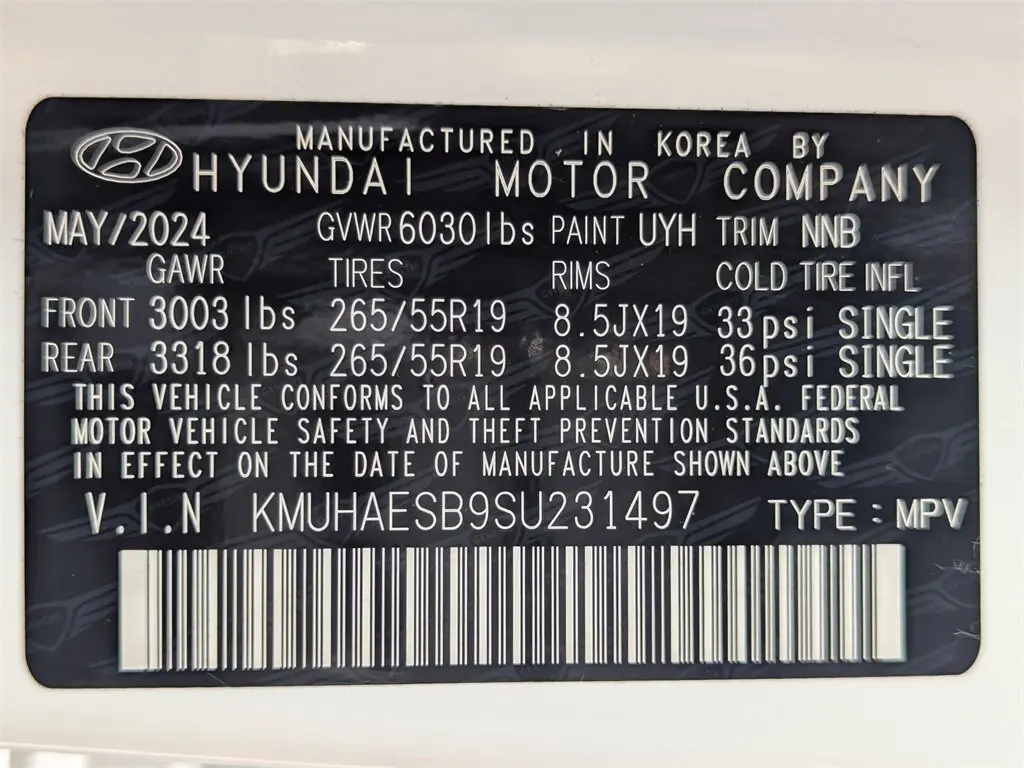 MANUFACTURED IN KOREA BY
HYUNDAI MOTOR COMPANY
MAY/2024 GVWR 6030 lbs PAINT UYH TRIM NNB
GAWR TIRES RIMS COLD TIRE INFL
FRONT 3003 lbs 265/55R19 8.5JX19 33psi SINGLE
REAR 3318 lbs 265/55R19 8.5JX19 36psi SINGLE
THIS VEHICLE CONFORMS TO ALL APPLICABLE U.S.A. FEDERAL
MOTOR VEHICLE SAFETY AND THEFT PREVENTION STANDARDS
IN EFFECT ON THE DATE OF MANUFACTURE SHOWN ABOVE
V.I.N KMUHAESB9SU231497 TYPE : MPV